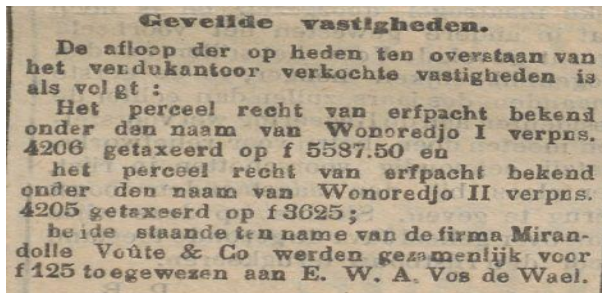 Geveilde vastigheden.
De afloop der op heden ten overstaan van
het vendukantoor verkochte vastigheden is
als volgt :
Het perceel recht van erfpacht bekend
onder den naam van Wonoredjo I verpns.
4206 getaxeerd op f 5587.50 en
het perceel recht van erfpacht bekend
onder den naam van Wonoredjo II verpns.
4205 getaxeerd op f 3625;
beide staande ten name van de firma Miran-
dolle Voûte & Co werden gezamenlijk voor
f 125 toegewezen aan E. W. A. Vos de Wael.